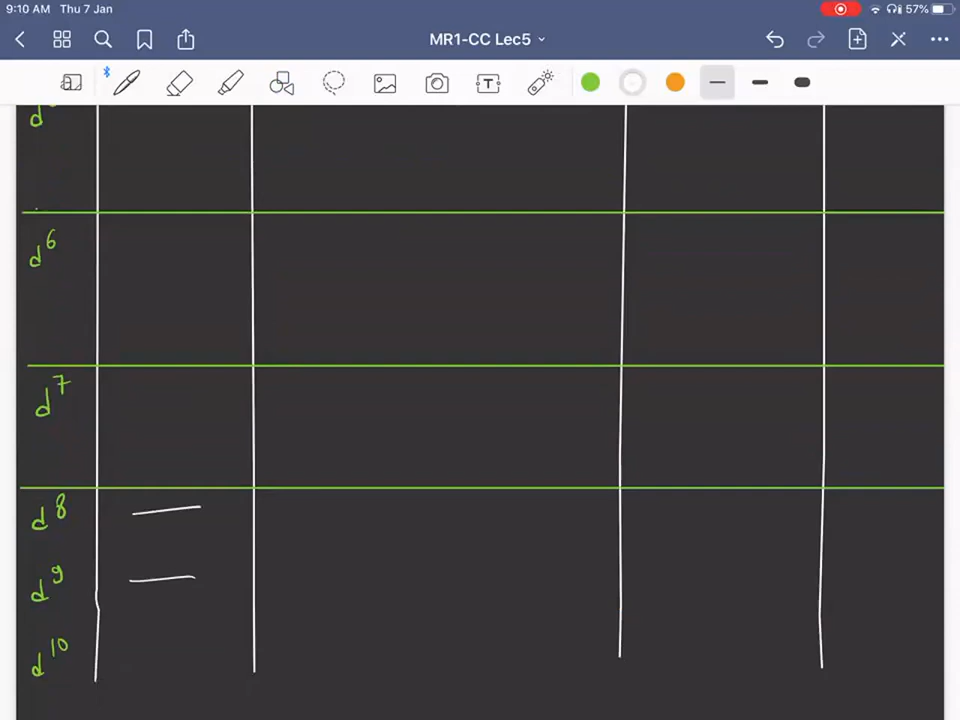 9:10 AM Thu 7 Jan
57%
MR1-CC Lec5
T
d
d⁶
d⁷
d⁸ —
d⁹ —
d¹⁰